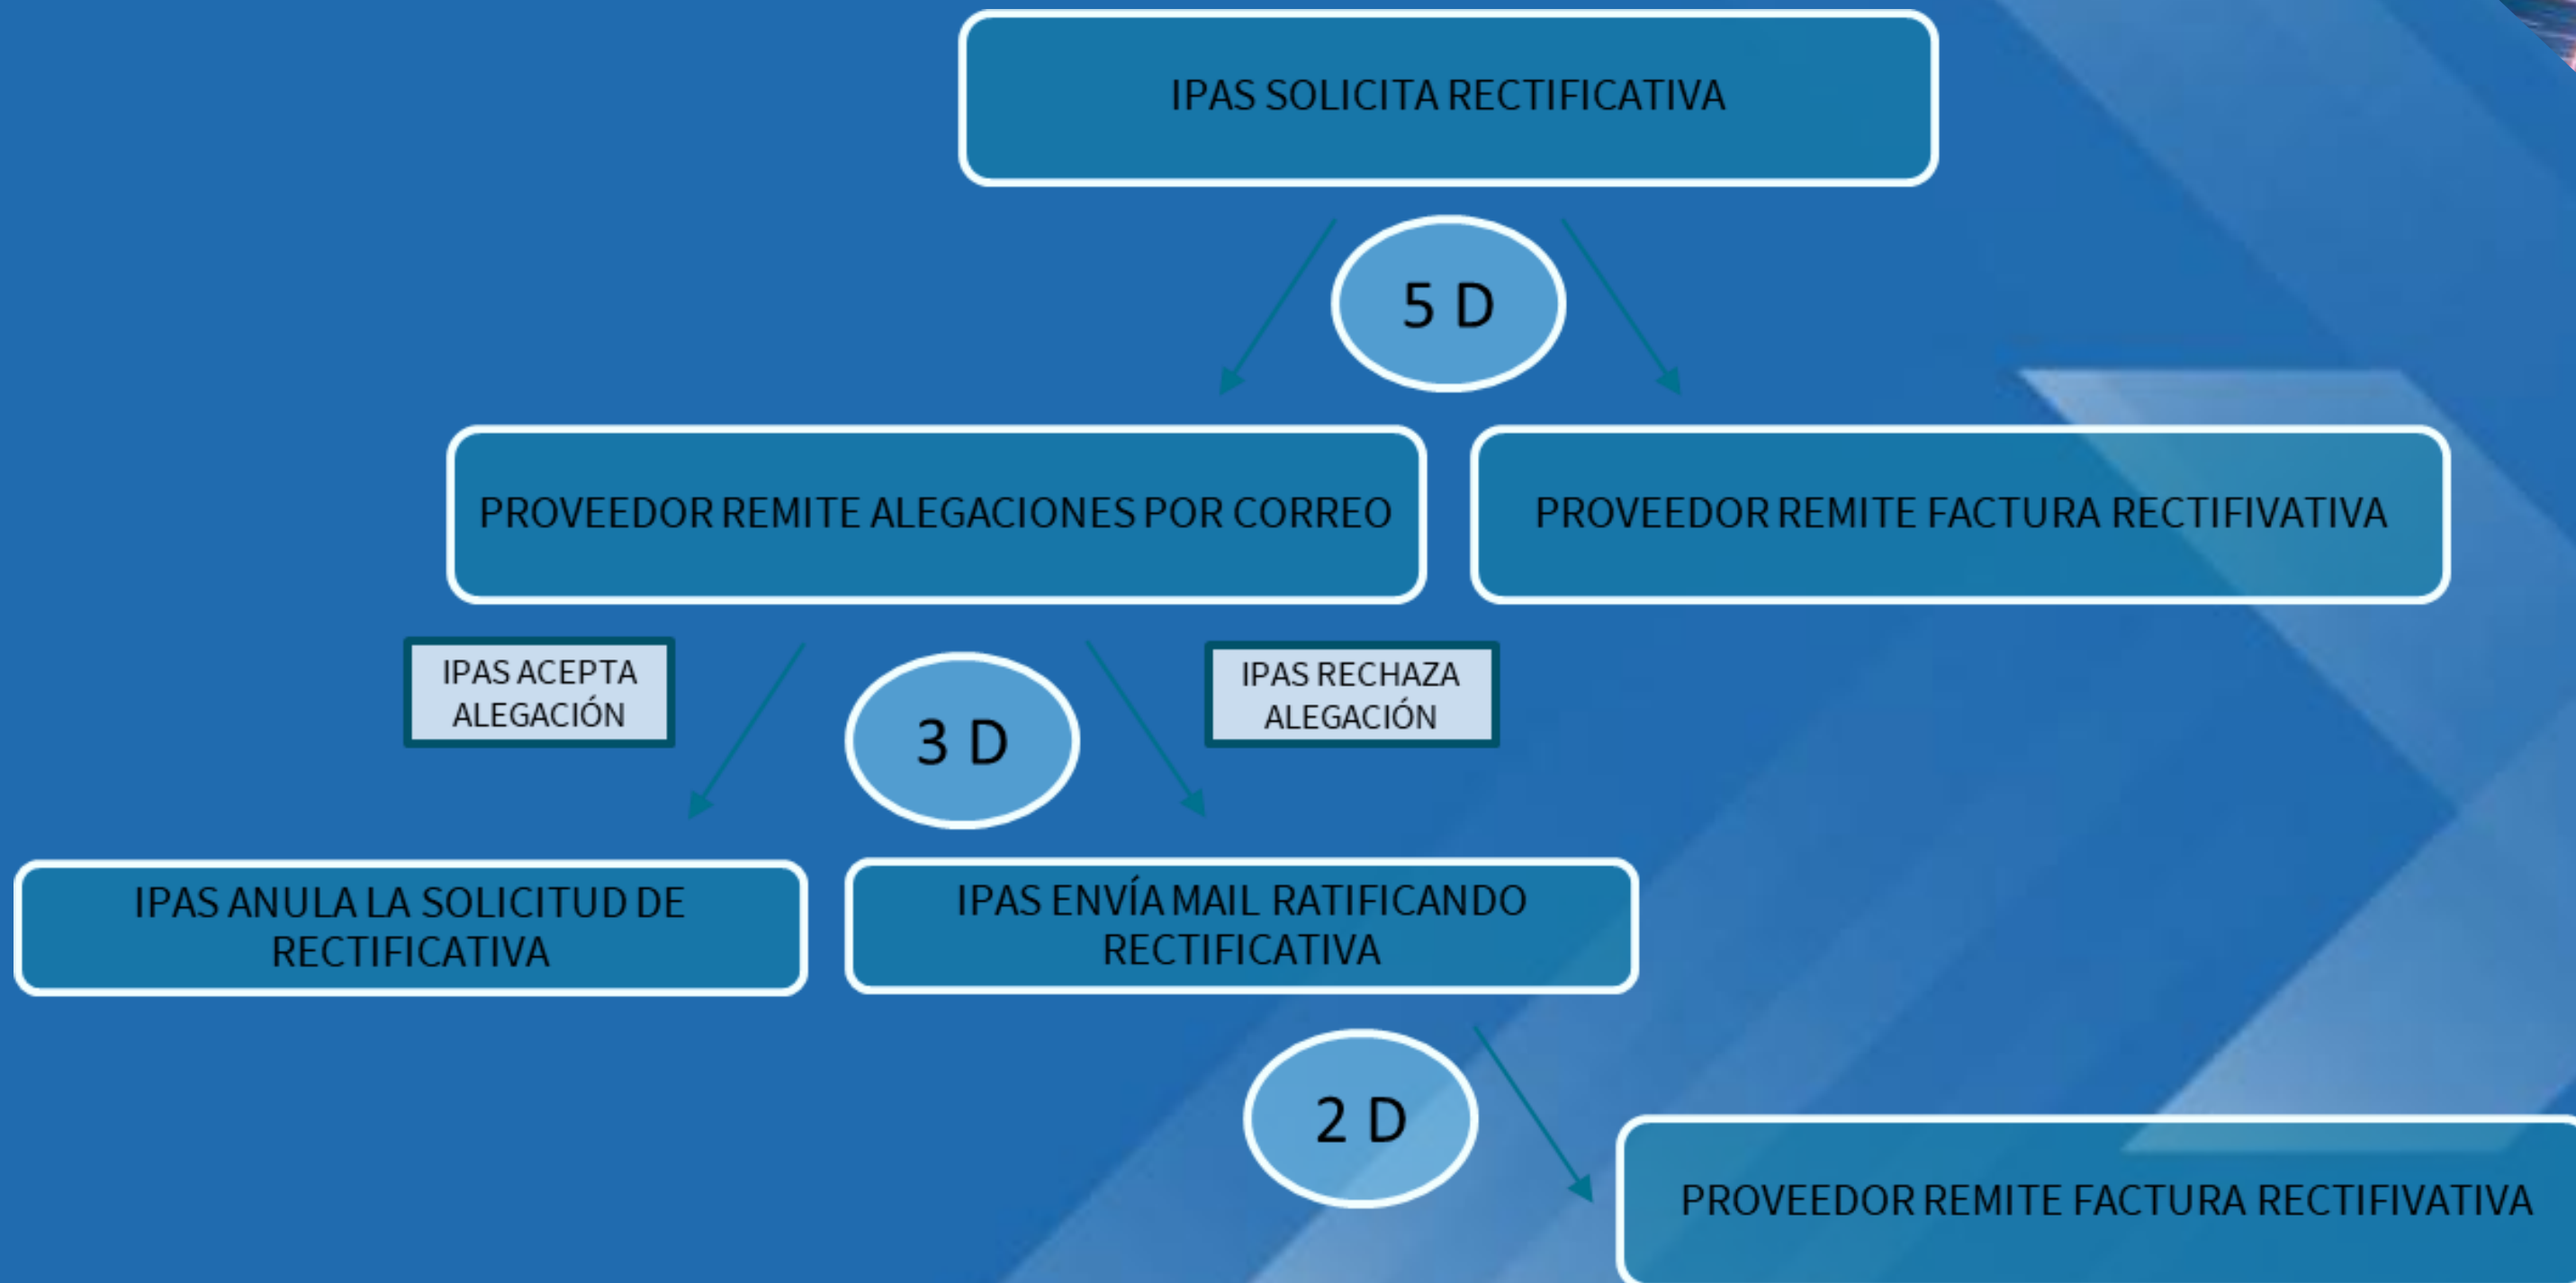 IPAS SOLICITA RECTIFICATIVA
5 D
PROVEEDOR REMITE ALEGACIONES POR CORREO
PROVEEDOR REMITE FACTURA RECTIFIVATIVA
IPAS ACEPTA
ALEGACIÓN
3 D
IPAS RECHAZA
ALEGACIÓN
IPAS ANULA LA SOLICITUD DE
RECTIFICATIVA
IPAS ENVÍA MAIL RATIFICANDO
RECTIFICATIVA
2 D
PROVEEDOR REMITE FACTURA RECTIFIVATIVA